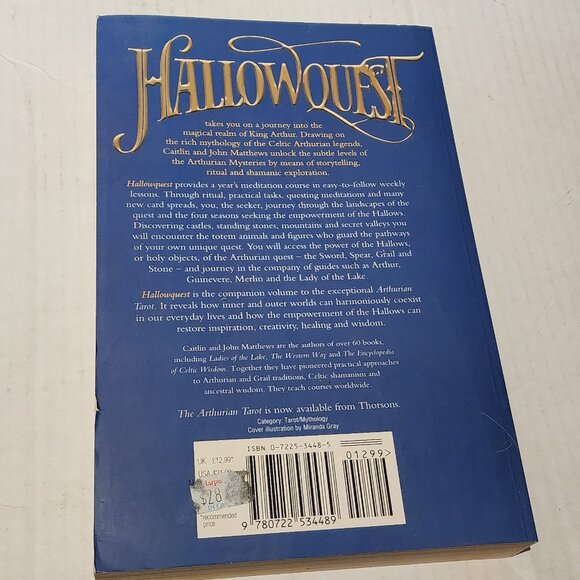 HALLOWQUEST
takes you on a journey into the
magical realm of King Arthur. Drawing on
the rich mythology of the Celtic Arthurian legends,
Caitlin and John Matthews unlock the subtle levels of
the Arthurian Mysteries by means of storytelling,
ritual and shamanic exploration.
Hallowquest provides a year's meditation course in easy-to-follow weekly
lessons. Through ritual, practical tasks, questing meditations and many
new card spreads, you, the seeker, journey through the landscapes of the
quest and the four seasons seeking the empowerment of the Hallows.
Discovering castles, standing stones, mountains and secret valleys you
will encounter the totem animals and figures who guard the pathways
of your own unique quest. You will access the power of the Hallows,
or holy objects, of the Arthurian quest – the Sword, Spear, Grail and
Stone – and journey in the company of guides such as Arthur,
Guinevere, Merlin and the Lady of the Lake.
Hallowquest is the companion volume to the exceptional Arthurian
Tarot. It reveals how inner and outer worlds can harmoniously coexist
in our everyday lives and how the empowerment of the Hallows can
restore inspiration, creativity, healing and wisdom.
Caitlin and John Matthews are the authors of over 60 books,
including Ladies of the Lake, The Western Way and The Encyclopedia
of Celtic Wisdom. Together they have pioneered practical approaches
to Arthurian and Grail traditions, Celtic shamanism and
ancestral wisdom. They teach courses worldwide.
The Arthurian Tarot is now available from Thorsons.
Category: Tarot/Mythology
Cover illustration by Miranda Gray
ISBN 0-7225-3448-5
UK £12.99*
USA
$28
*recommended
price
01299>
9 780722 534489